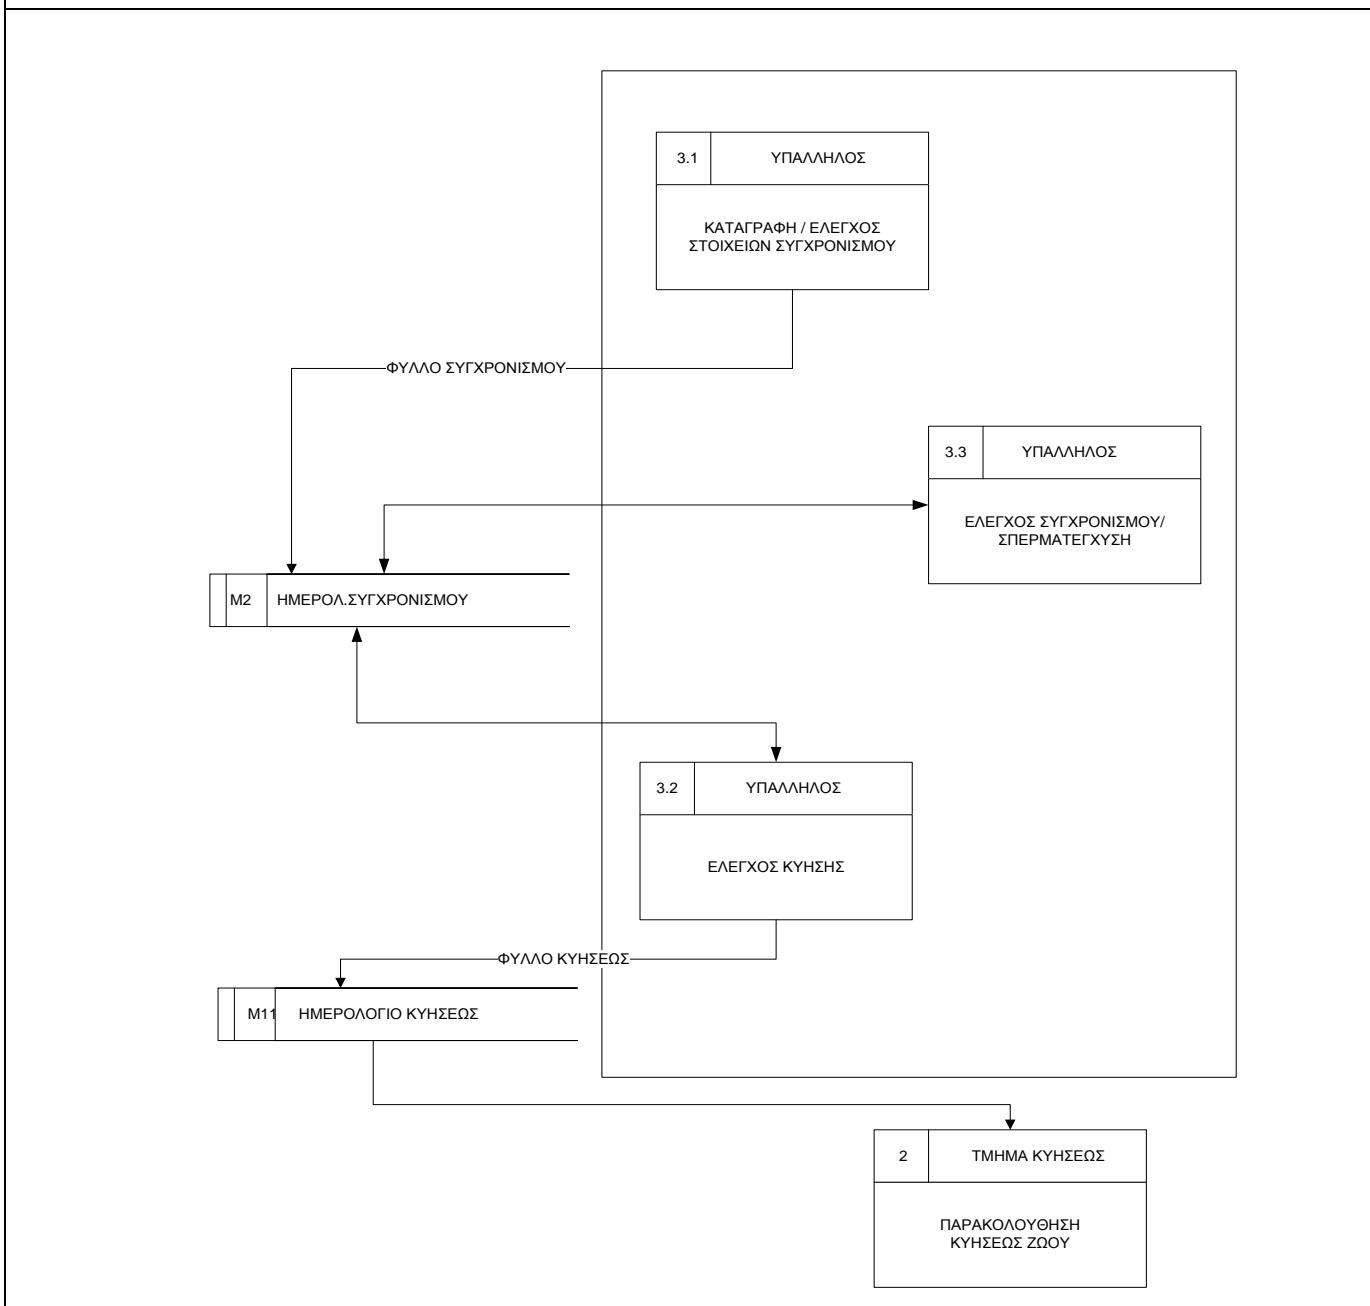 3.1 ΥΠΑΛΛΗΛΟΣ
ΚΑΤΑΓΡΑΦΗ / ΕΛΕΓΧΟΣ
ΣΤΟΙΧΕΙΩΝ ΣΥΓΧΡΟΝΙΣΜΟΥ
ΦΥΛΛΟ ΣΥΓΧΡΟΝΙΣΜΟΥ
3.3 ΥΠΑΛΛΗΛΟΣ
ΕΛΕΓΧΟΣ ΣΥΓΧΡΟΝΙΣΜΟΥ/
ΣΠΕΡΜΑΤΕΓΧΥΣΗ
M2 ΗΜΕΡΟΛ.ΣΥΓΧΡΟΝΙΣΜΟΥ
3.2 ΥΠΑΛΛΗΛΟΣ
ΕΛΕΓΧΟΣ ΚΥΗΣΗΣ
ΦΥΛΛΟ ΚΥΗΣΕΩΣ
M11 ΗΜΕΡΟΛΟΓΙΟ ΚΥΗΣΕΩΣ
2 ΤΜΗΜΑ ΚΥΗΣΕΩΣ
ΠΑΡΑΚΟΛΟΥΘΗΣΗ
ΚΥΗΣΕΩΣ ΖΩΟΥ